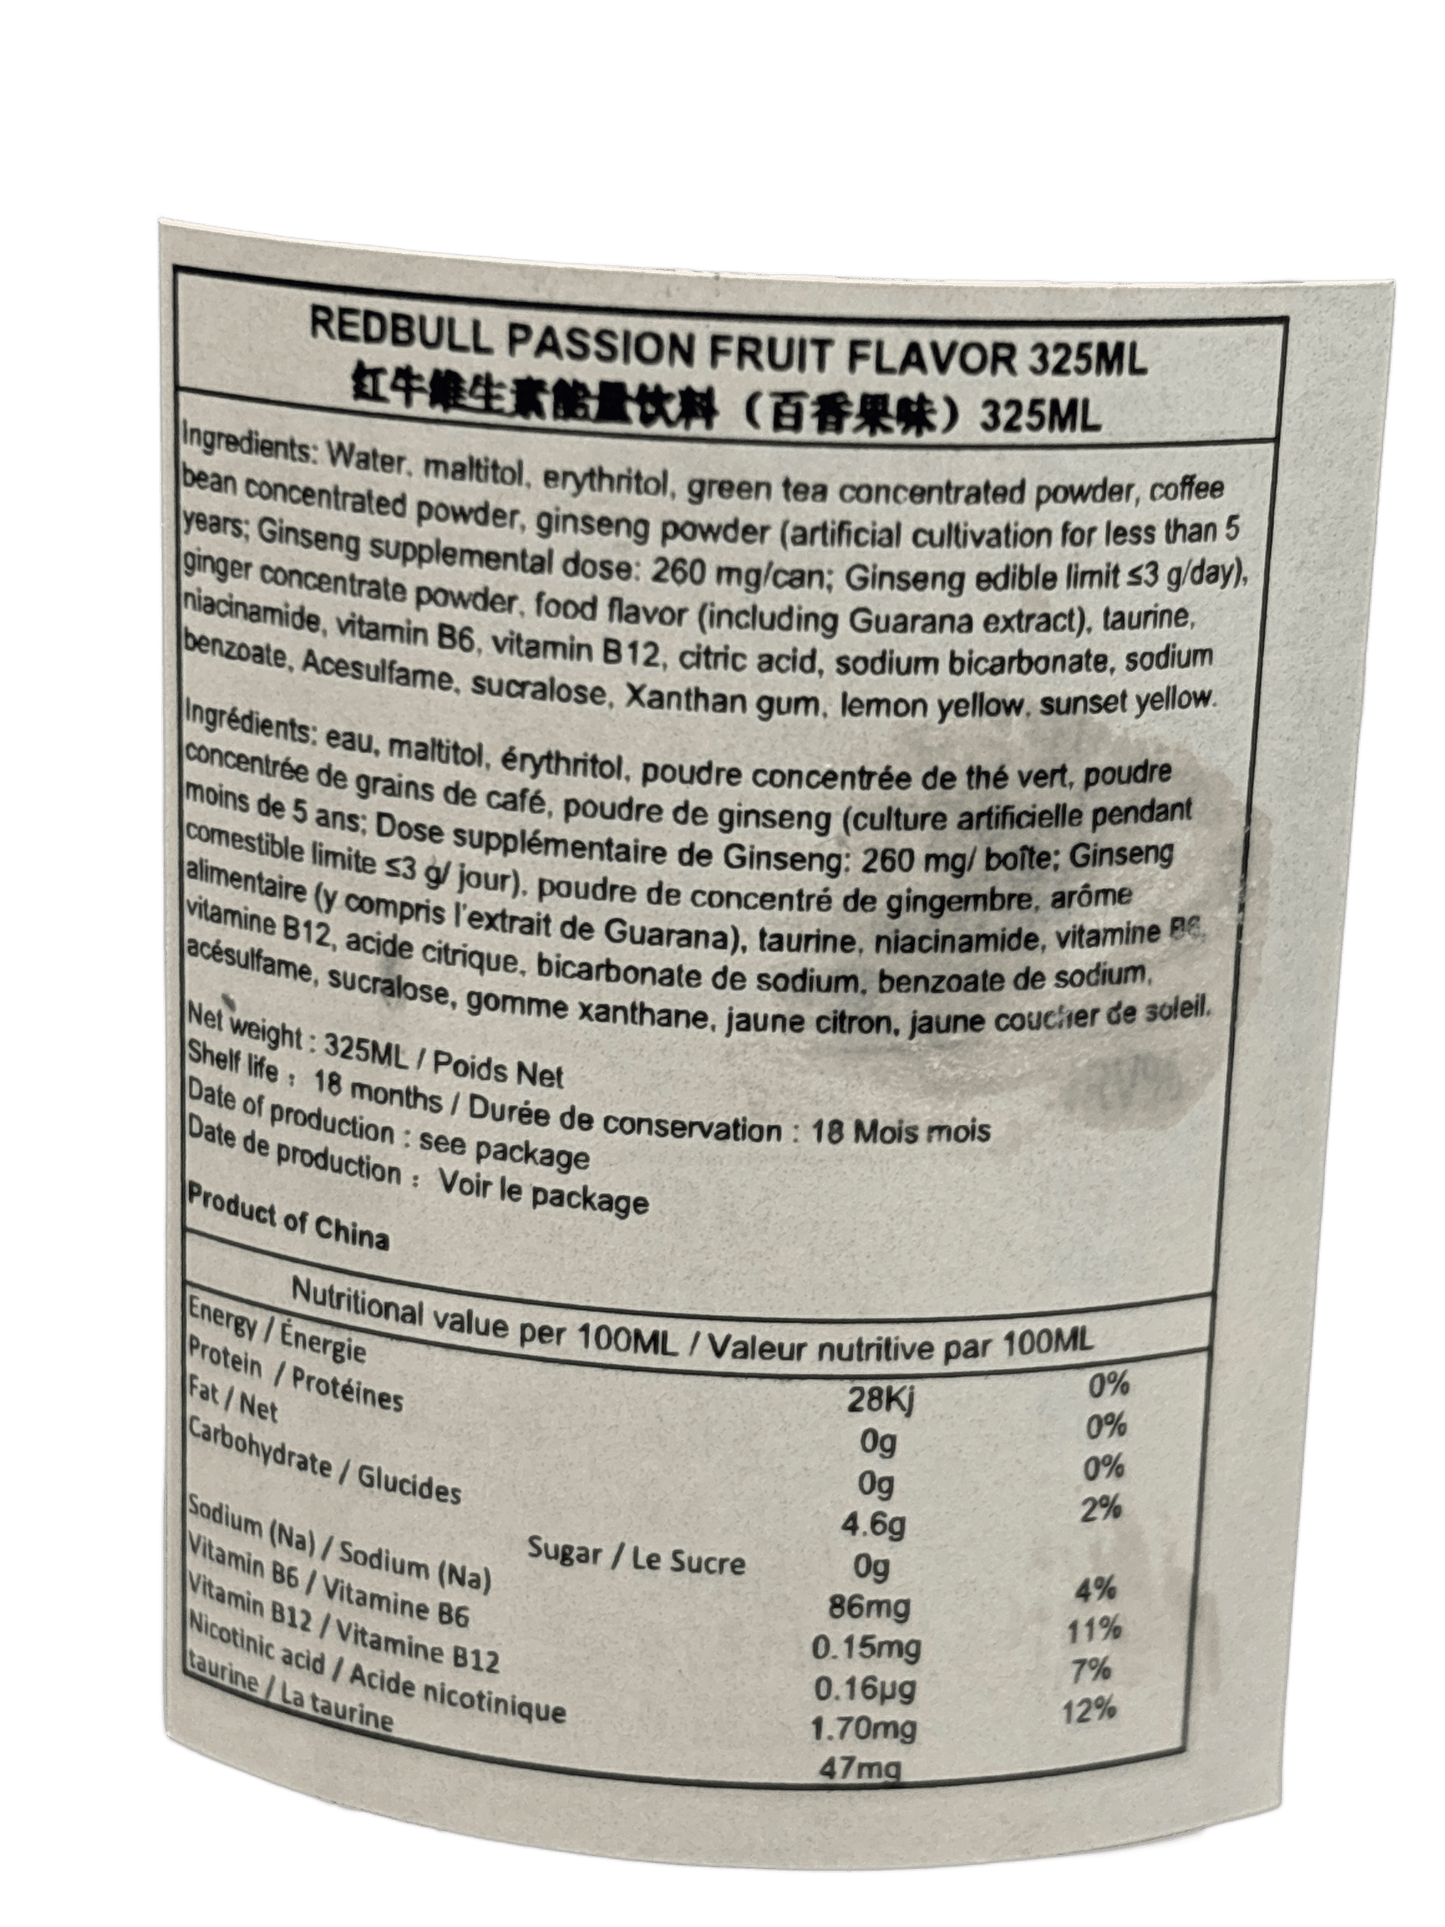 REDBULL PASSION FRUIT FLAVOR 325ML
红牛維生素能量饮料（百香果味）325ML
Ingredients: Water, maltitol, erythritol, green tea concentrated powder, coffee
bean concentrated powder, ginseng powder (artificial cultivation for less than 5
years; Ginseng supplemental dose: 260 mg/can; Ginseng edible limit ≤3 g/day),
ginger concentrate powder, food flavor (including Guarana extract), taurine,
niacinamide, vitamin B6, vitamin B12, citric acid, sodium bicarbonate, sodium
benzoate, Acesulfame, sucralose, Xanthan gum, lemon yellow, sunset yellow.
Ingrédients: eau, maltitol, érythritol, poudre concentrée de thé vert, poudre
concentrée de grains de café, poudre de ginseng (culture artificielle pendant
moins de 5 ans; Dose supplémentaire de Ginseng: 260 mg/ boîte; Ginseng
comestible limite ≤3 g/ jour), poudre de concentré de gingembre, arôme
alimentaire (y compris l'extrait de Guarana), taurine, niacinamide, vitamine B6,
vitamine B12, acide citrique, bicarbonate de sodium, benzoate de sodium,
acésulfame, sucralose, gomme xanthane, jaune citron, jaune coucher de soleil.
Net weight : 325ML / Poids Net
Shelf life : 18 months / Durée de conservation : 18 Mois mois
Date of production : see package
Date de production : Voir le package
Product of China
Nutritional value per 100ML / Valeur nutritive par 100ML
Energy / Énergie 28Kj 0%
Protein / Protéines 0g 0%
Fat / Net 0g 0%
Carbohydrate / Glucides 4.6g 2%
Sugar / Le Sucre 0g
Sodium (Na) / Sodium (Na) 86mg 4%
Vitamin B6 / Vitamine B6 0.15mg 11%
Vitamin B12 / Vitamine B12 0.16µg 7%
Nicotinic acid / Acide nicotinique 1.70mg 12%
taurine / La taurine 47mg